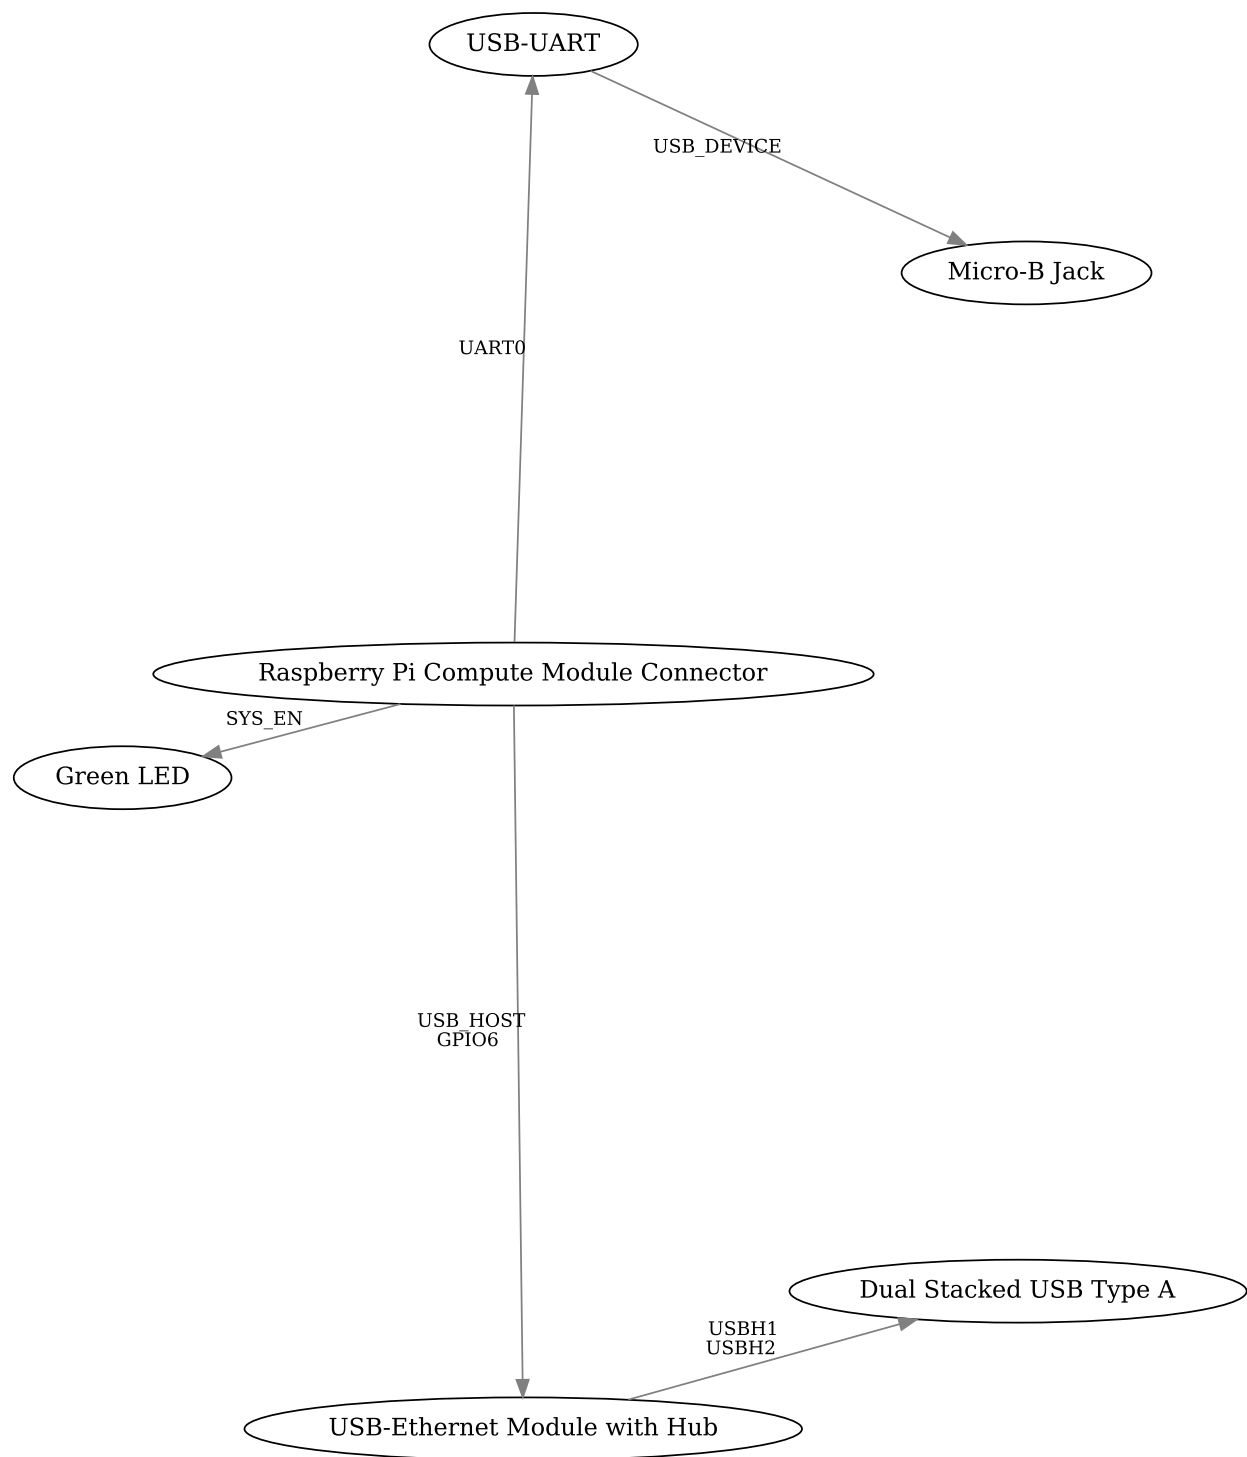 USB-UART
USB_DEVICE
Micro-B Jack
UART0
Raspberry Pi Compute Module Connector
SYS_EN
Green LED
USB_HOST
GPIO6
Dual Stacked USB Type A
USBH1
USBH2
USB-Ethernet Module with Hub